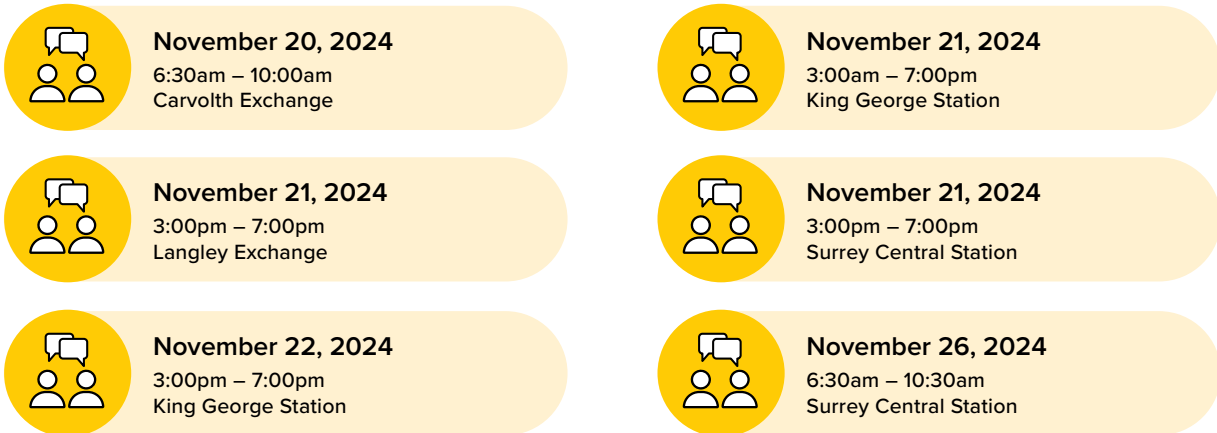 November 20, 2024
6:30am – 10:00am
Carvolth Exchange
November 21, 2024
3:00am – 7:00pm
King George Station
November 21, 2024
3:00pm – 7:00pm
Langley Exchange
November 21, 2024
3:00pm – 7:00pm
Surrey Central Station
November 22, 2024
3:00pm – 7:00pm
King George Station
November 26, 2024
6:30am – 10:30am
Surrey Central Station